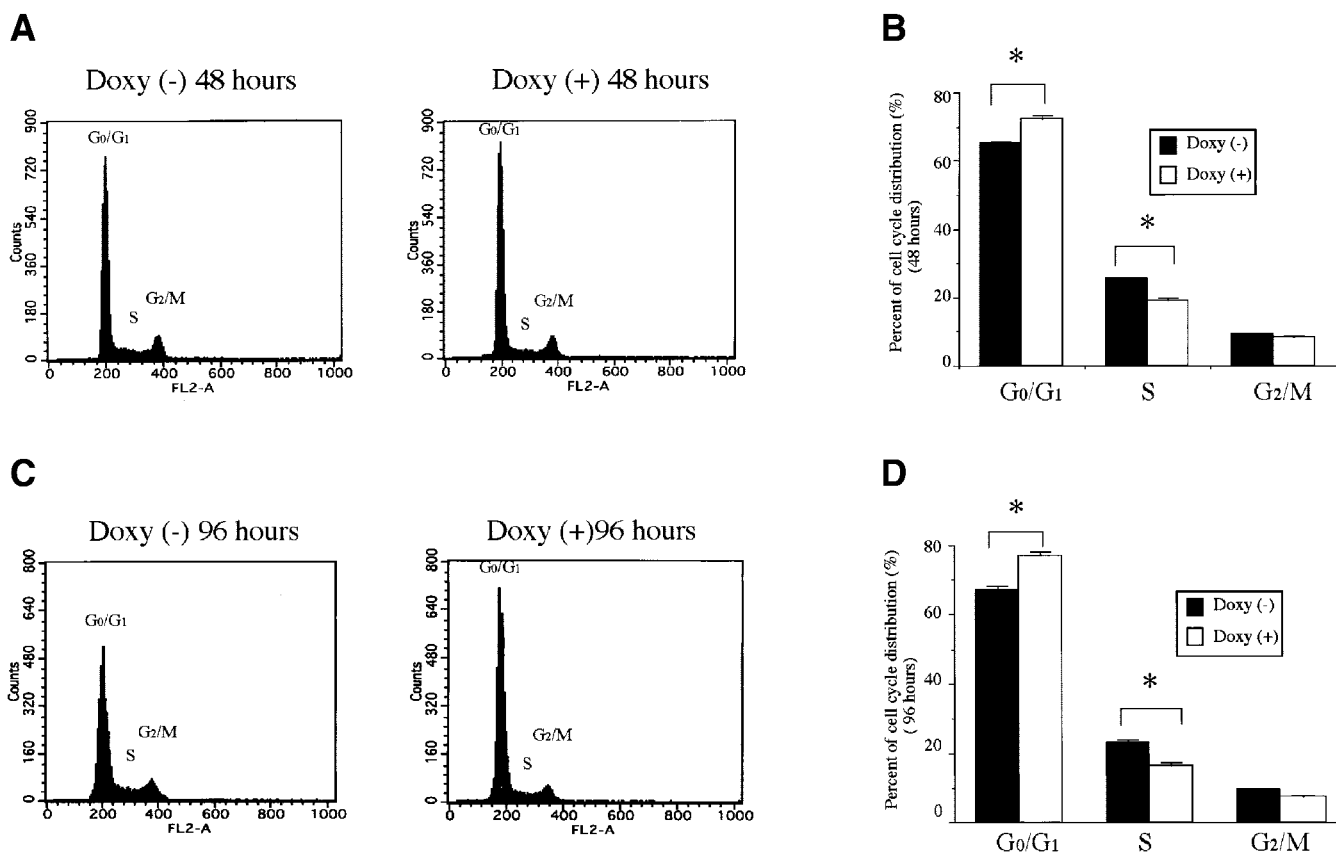 A
Doxy (-) 48 hours
900
720
540
360
180
0
Counts
G0/G1
S
G2/M
0 200 400 600 800 1000
FL2-A
Doxy (+) 48 hours
900
720
540
360
180
0
Counts
G0/G1
S
G2/M
0 200 400 600 800 1000
FL2-A
B
Percent of cell cycle distribution (%)
(48 hours)
80
60
40
20
0
*
*
Doxy (-)
Doxy (+)
G0/G1 S G2/M
C
Doxy (-) 96 hours
800
640
480
320
160
0
Counts
G0/G1
S
G2/M
0 200 400 600 800 1000
FL2-A
Doxy (+)96 hours
800
640
480
320
160
0
Counts
G0/G1
S
G2/M
0 200 400 600 800 1000
FL2-A
D
Percent of cell cycle distribution (%)
( 96 hours)
80
60
40
20
0
*
*
Doxy (-)
Doxy (+)
G0/G1 S G2/M